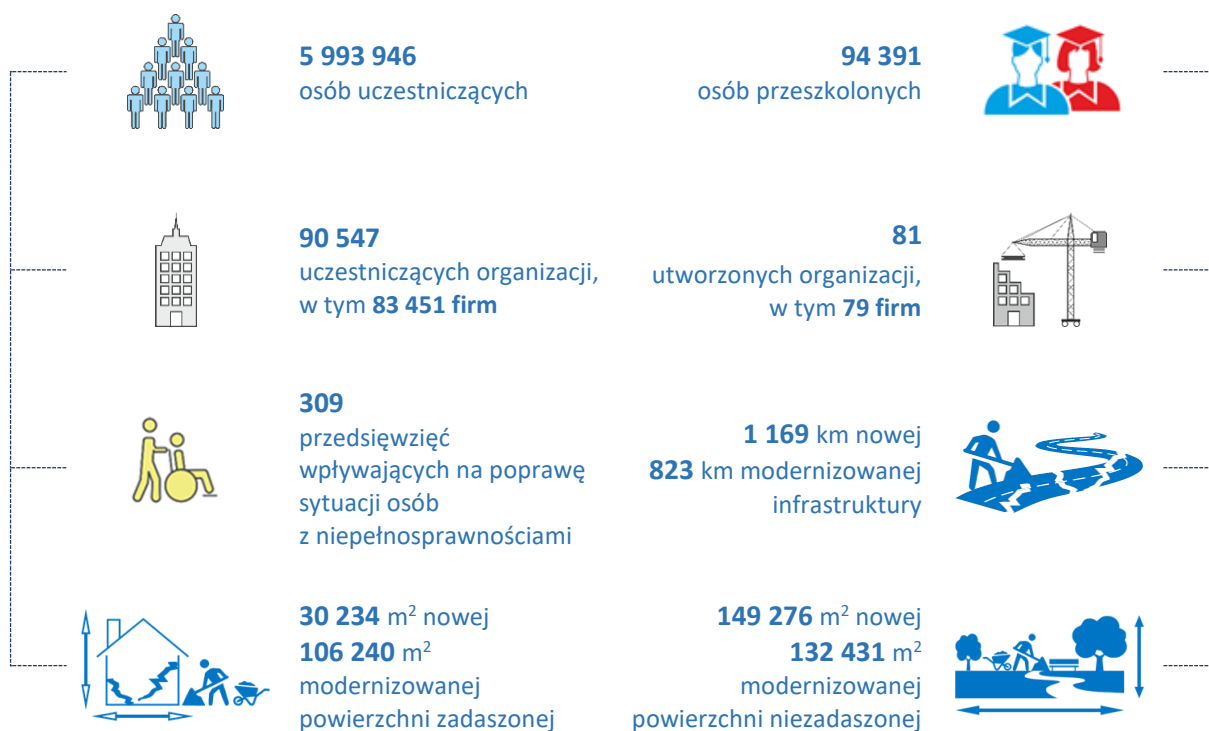 5 993 946
osób uczestniczących
94 391
osób przeszkolonych
90 547
uczestniczących organizacji,
w tym 83 451 firm
81
utworzonych organizacji,
w tym 79 firm
309
przedsięwzięć
wpływających na poprawę
sytuacji osób
z niepełnosprawnościami
1 169 km nowej
823 km modernizowanej
infrastruktury
30 234 m² nowej
106 240 m²
modernizowanej
powierzchni zadaszonej
149 276 m² nowej
132 431 m²
modernizowanej
powierzchni niezadaszonej